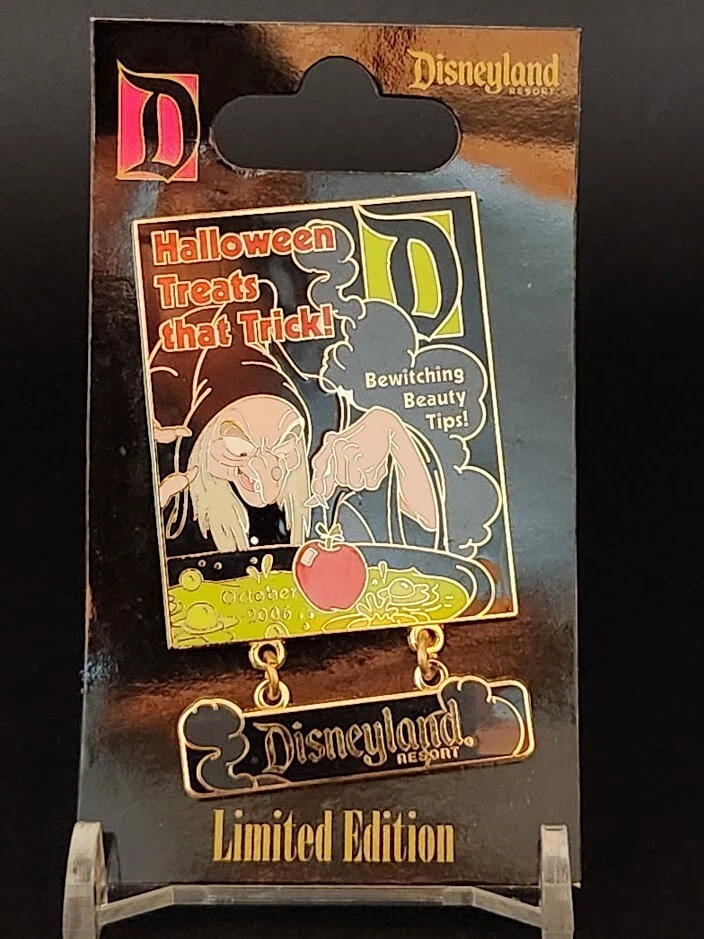 D
Disneyland
RESORT
Halloween
Treats
that Trick!
D
Bewitching
Beauty
Tips!
October
2006
Disneyland®
RESORT
Limited Edition